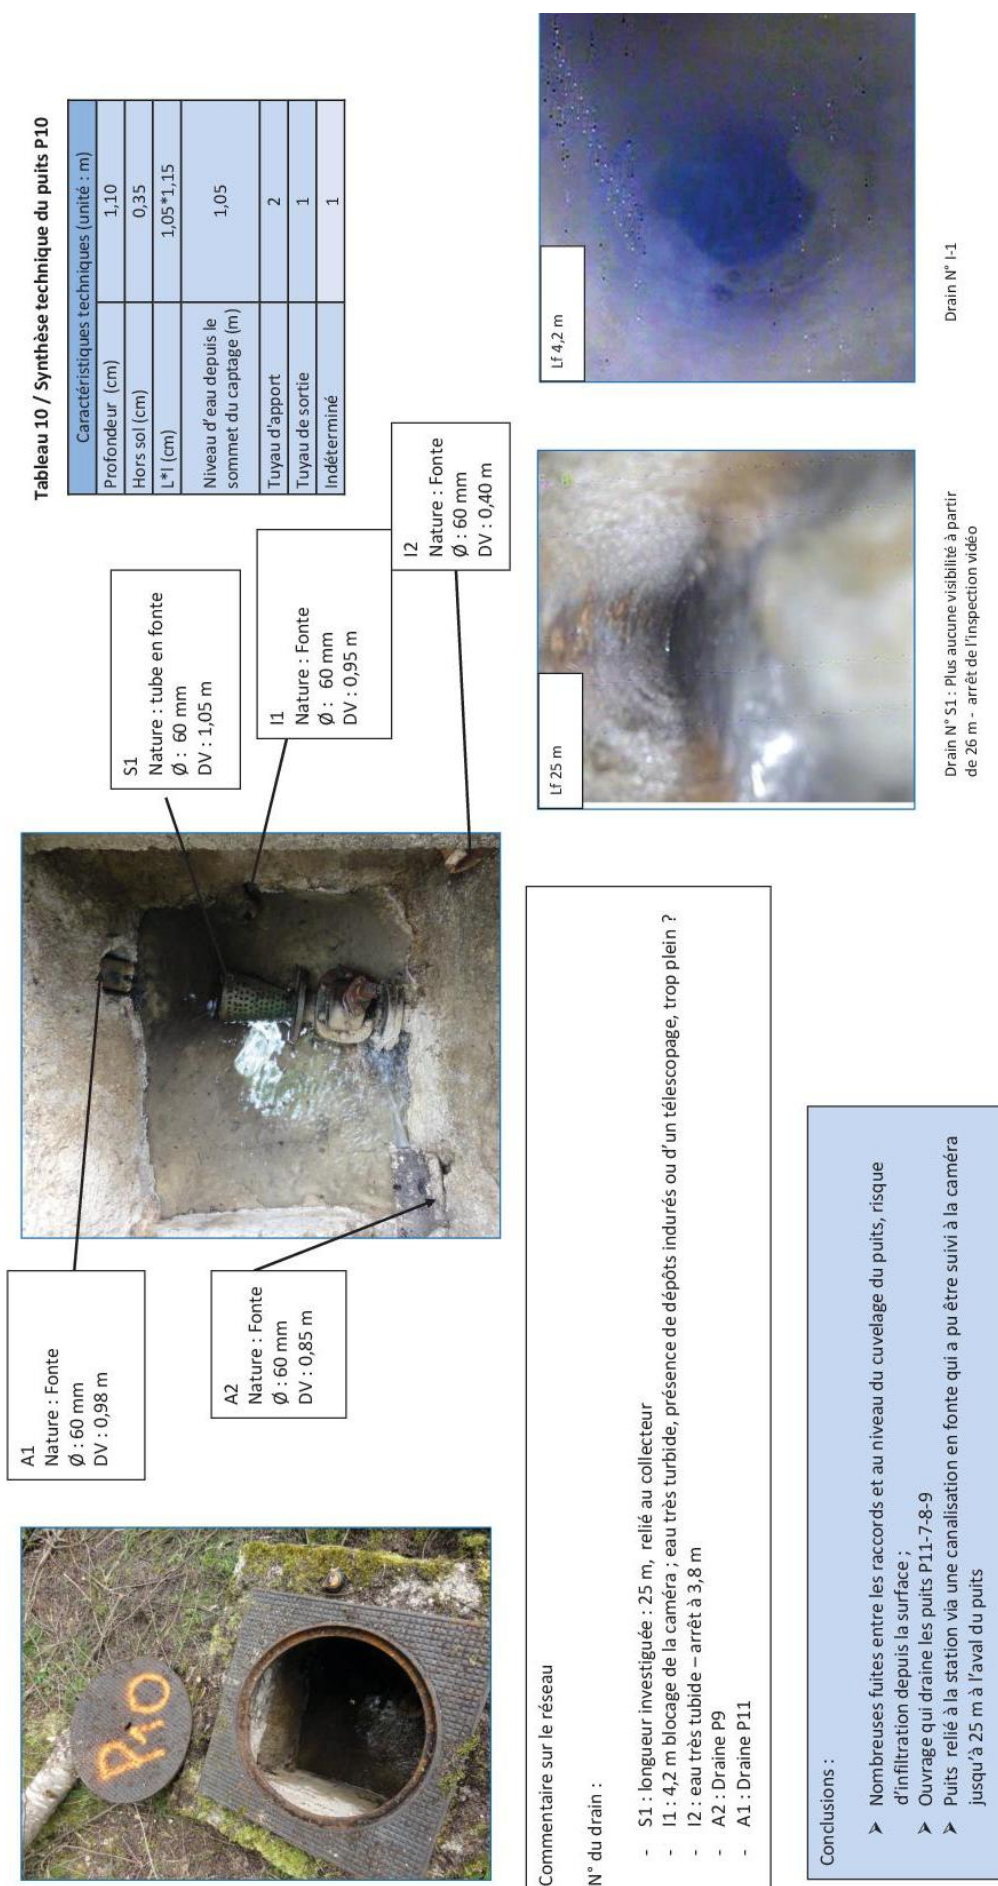 Tableau 10 / Synthèse technique du puits P10
Caractéristiques techniques (unité : m)
Profondeur (cm) 1,10
Hors sol (cm) 0,35
L*l (cm) 1,05*1,15
Niveau d'eau depuis le
sommet du captage (m) 1,05
Tuyau d'apport 2
Tuyau de sortie 1
Indéterminé 1
P10
A1
Nature : Fonte
Ø : 60 mm
DV : 0,98 m
A2
Nature : Fonte
Ø : 60 mm
DV : 0,85 m
S1
Nature : tube en fonte
Ø : 60 mm
DV : 1,05 m
I1
Nature : Fonte
Ø : 60 mm
DV : 0,95 m
I2
Nature : Fonte
Ø : 60 mm
DV : 0,40 m
Commentaire sur le réseau
N° du drain :
- S1 : longueur investiguée : 25 m, relié au collecteur
- I1 : 4,2 m blocage de la caméra ; eau très turbide, présence de dépôts indurés ou d'un télescopage, trop plein ?
- I2 : eau très tubide – arrêt à 3,8 m
- A2 : Draine P9
- A1 : Draine P11
Lf 25 m
Drain N° S1 : Plus aucune visibilité à partir
de 26 m - arrêt de l'inspection vidéo
Lf 4,2 m
Drain N° I-1
Conclusions :
➢ Nombreuses fuites entre les raccords et au niveau du cuvelage du puits, risque
d'infiltration depuis la surface ;
➢ Ouvrage qui draine les puits P11-7-8-9
➢ Puits relié à la station via une canalisation en fonte qui a pu être suivi à la caméra
jusqu'à 25 m à l'aval du puits